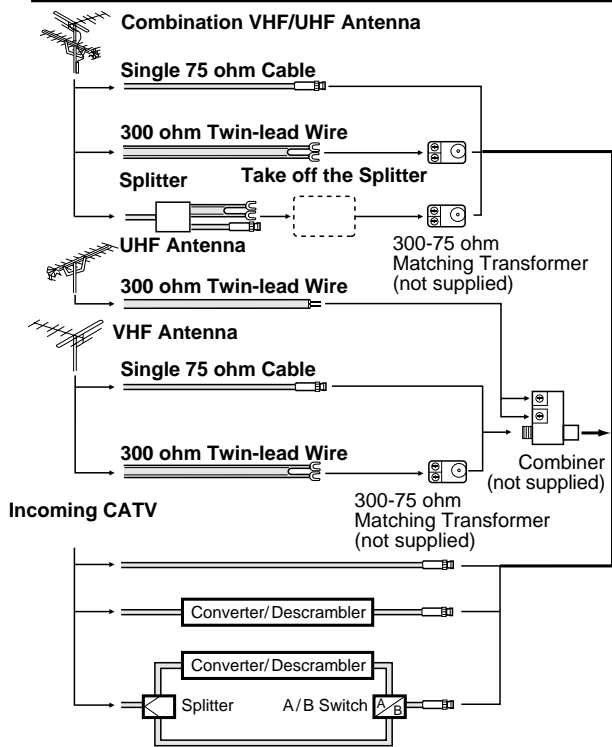 Combination VHF/UHF Antenna
Single 75 ohm Cable
300 ohm Twin-lead Wire
Splitter
Take off the Splitter
300-75 ohm
Matching Transformer
(not supplied)
UHF Antenna
300 ohm Twin-lead Wire
VHF Antenna
Single 75 ohm Cable
300 ohm Twin-lead Wire
Combiner
(not supplied)
300-75 ohm
Matching Transformer
(not supplied)
Incoming CATV
Converter/Descrambler
Converter/Descrambler
Splitter
A/B Switch
A
B